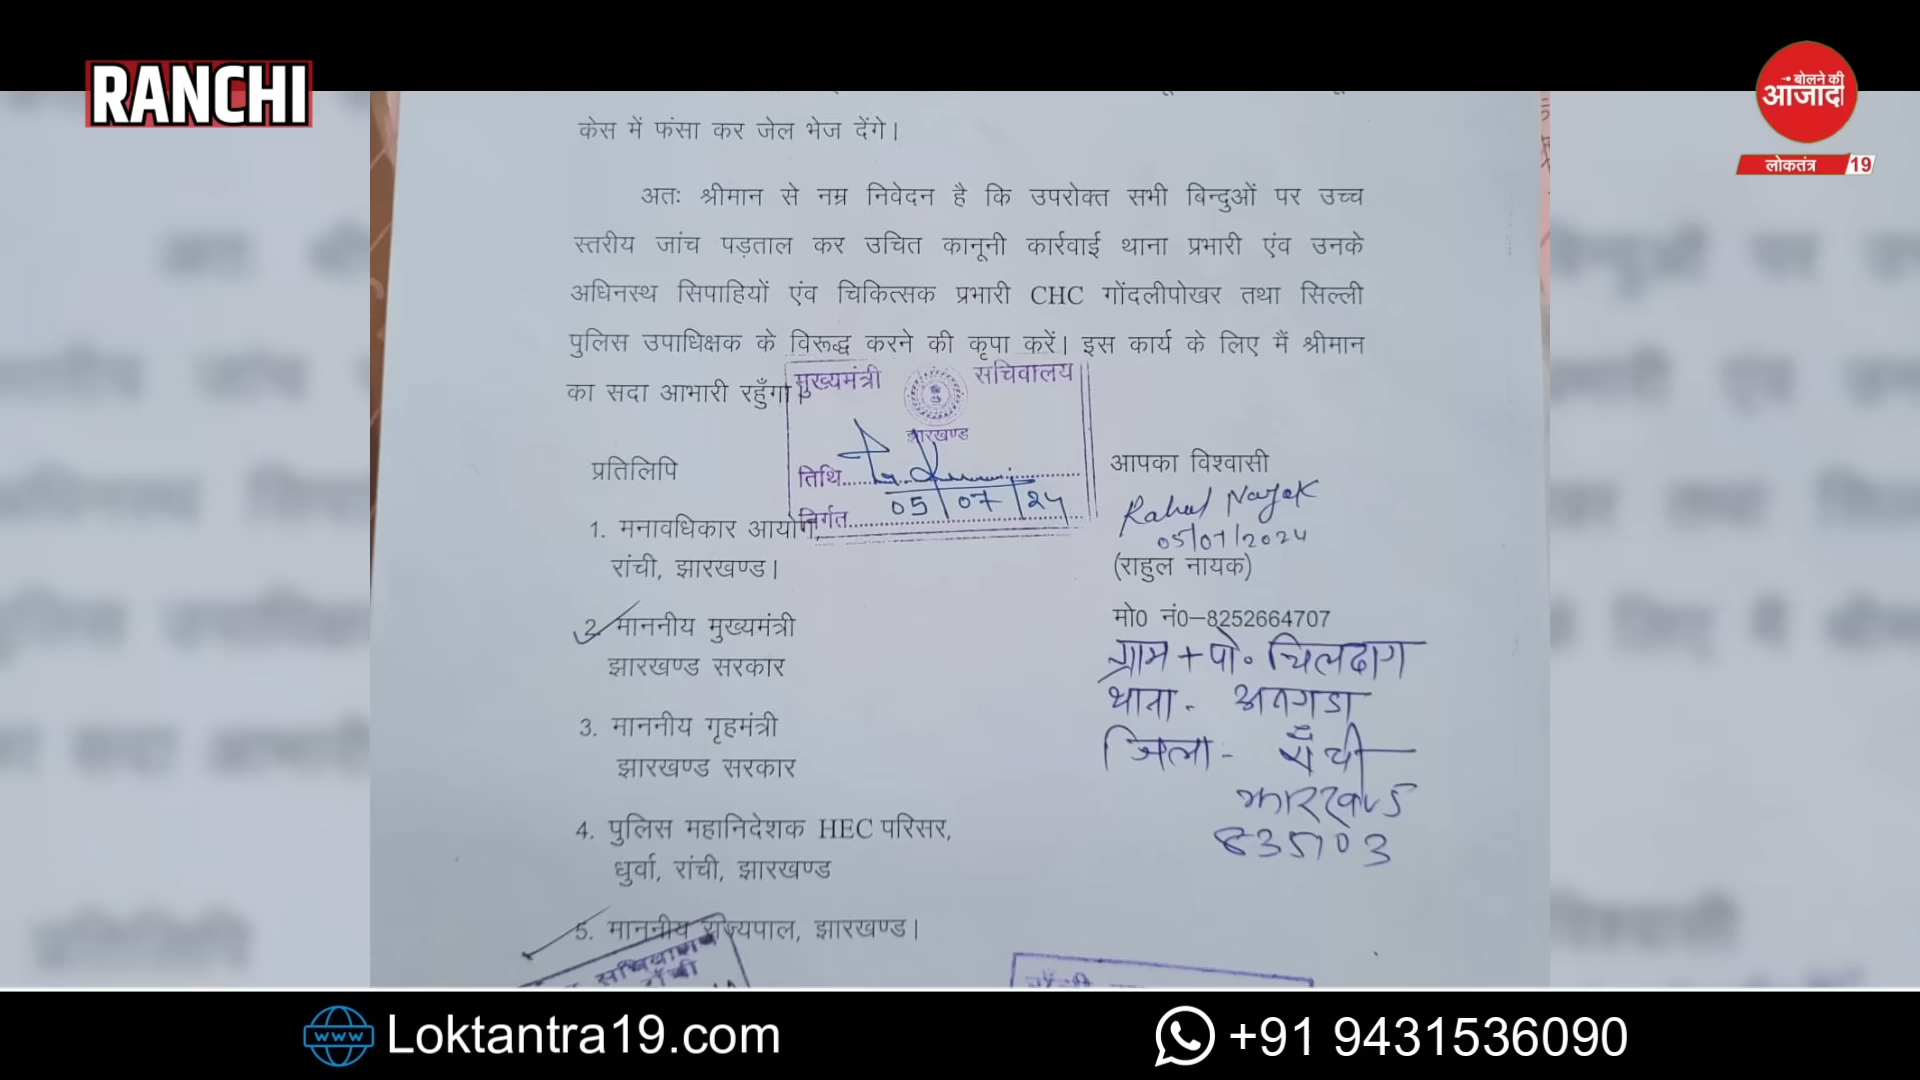 RANCHI
बोलने की
आजादी
लोकतंत्र 19
केस में फंसा कर जेल भेज देंगे।
अतः श्रीमान से नम्र निवेदन है कि उपरोक्त सभी बिन्दुओं पर उच्च
स्तरीय जांच पड़ताल कर उचित कानूनी कार्रवाई थाना प्रभारी एंव उनके
अधिनस्थ सिपाहियों एंव चिकित्सक प्रभारी CHC गोंदलीपोखर तथा सिल्ली
पुलिस उपाधिक्षक के विरूद्ध करने की कृपा करें। इस कार्य के लिए मैं श्रीमान
का सदा आभारी रहुँगा।
मुख्यमंत्री सचिवालय
झारखण्ड
तिथि
निर्गत 05/07/24
प्रतिलिपि
1. मनावधिकार आयोग,
रांची, झारखण्ड।
2. माननीय मुख्यमंत्री
झारखण्ड सरकार
3. माननीय गृहमंत्री
झारखण्ड सरकार
4. पुलिस महानिदेशक HEC परिसर,
धुर्वा, रांची, झारखण्ड
5. माननीय राज्यपाल, झारखण्ड।
सचिवालय
राँची
आपका विश्वासी
Rahul Nayak
05/07/2024
(राहुल नायक)
मो0 नं0–8252664707
ग्राम + पो. चिलदाग
थाना - अनगडा
जिला - राँची
झारखण्ड
835103
Loktantra19.com
+91 9431536090